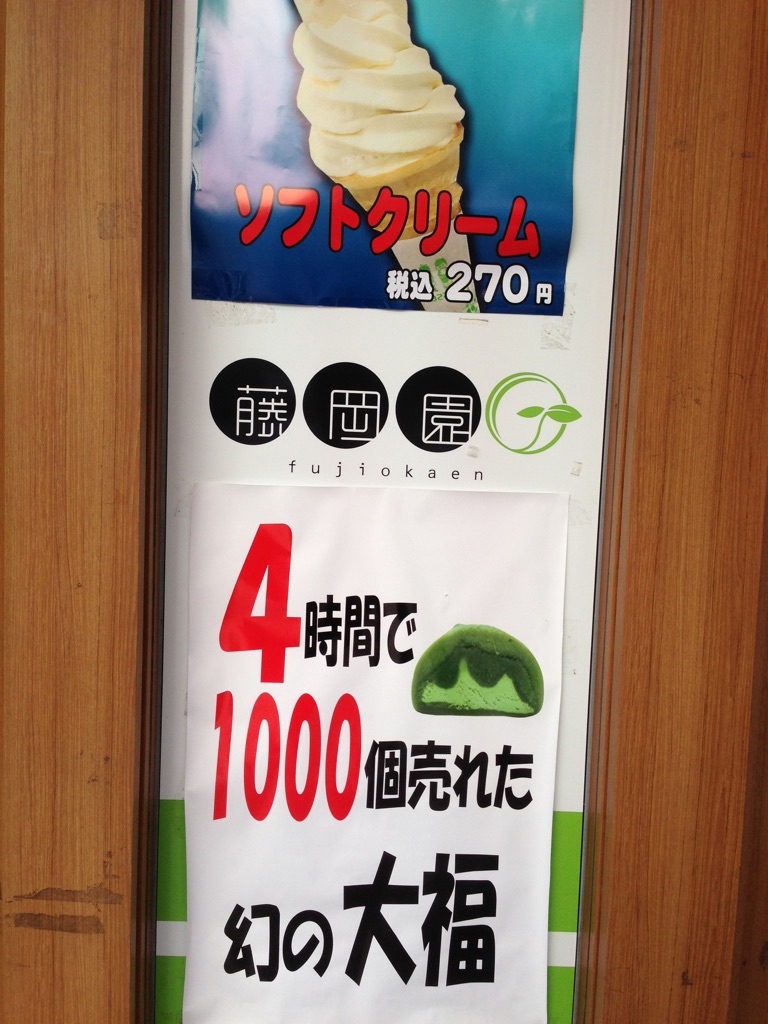 ソフトクリーム
税込 270円
藤岡園
fujiokaen
4時間で
1000個売れた
幻の大福